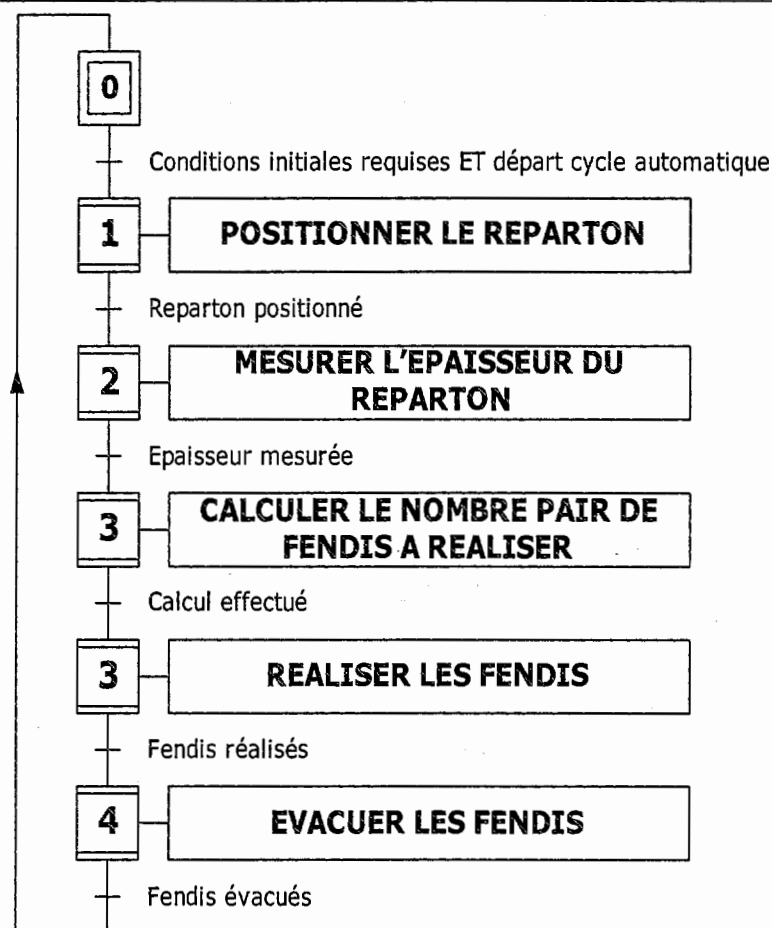 0
Conditions initiales requises ET départ cycle automatique
1
POSITIONNER LE REPARTON
Reparton positionné
2
MESURER L'EPAISSEUR DU
REPARTON
Epaisseur mesurée
3
CALCULER LE NOMBRE PAIR DE
FENDIS A REALISER
Calcul effectué
3
REALISER LES FENDIS
Fendis réalisés
4
EVACUER LES FENDIS
Fendis évacués